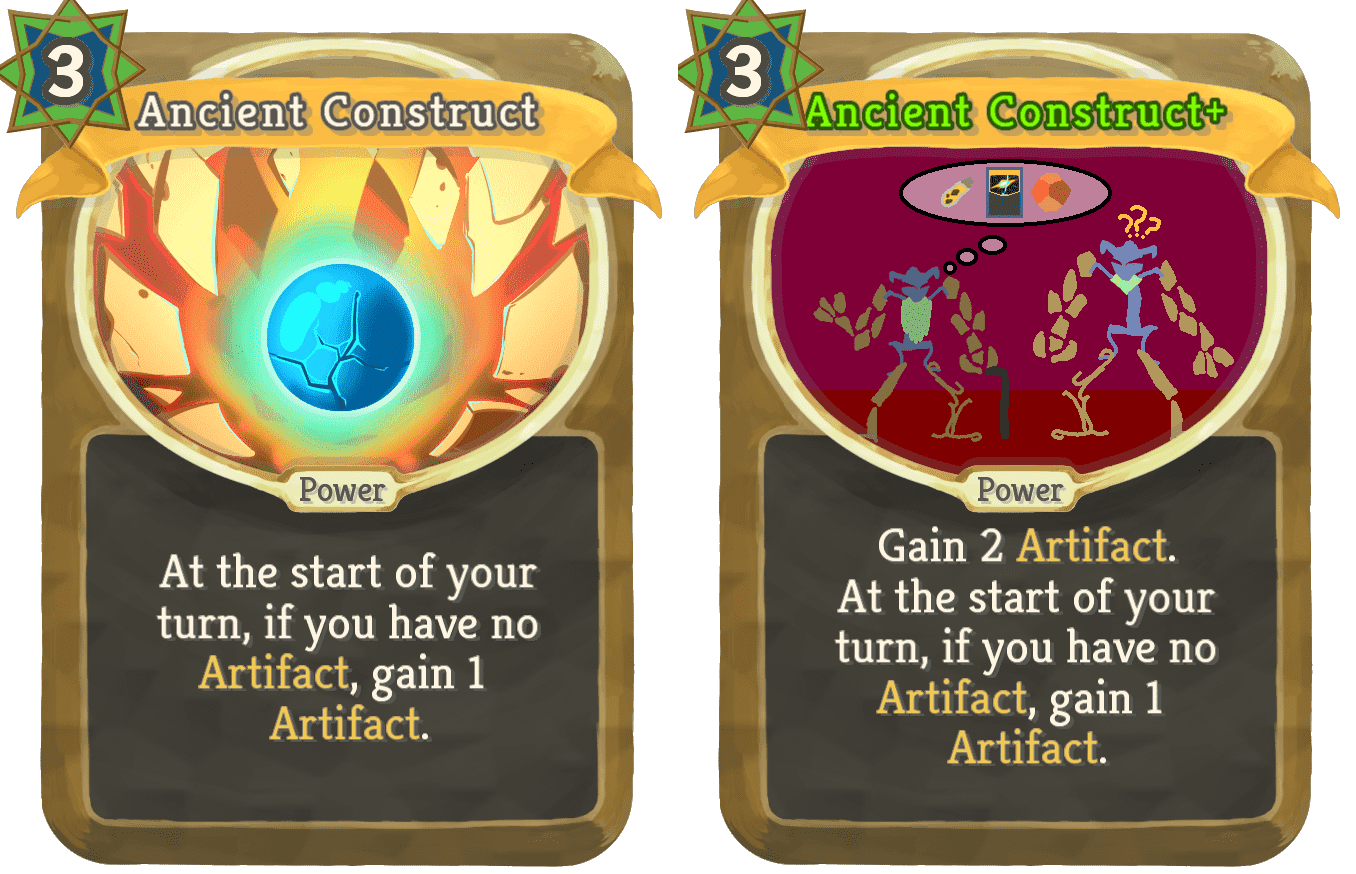 3
Ancient Construct
Power
At the start of your
turn, if you have no
Artifact, gain 1
Artifact.
3
Ancient Construct+
???
Power
Gain 2 Artifact.
At the start of your
turn, if you have no
Artifact, gain 1
Artifact.